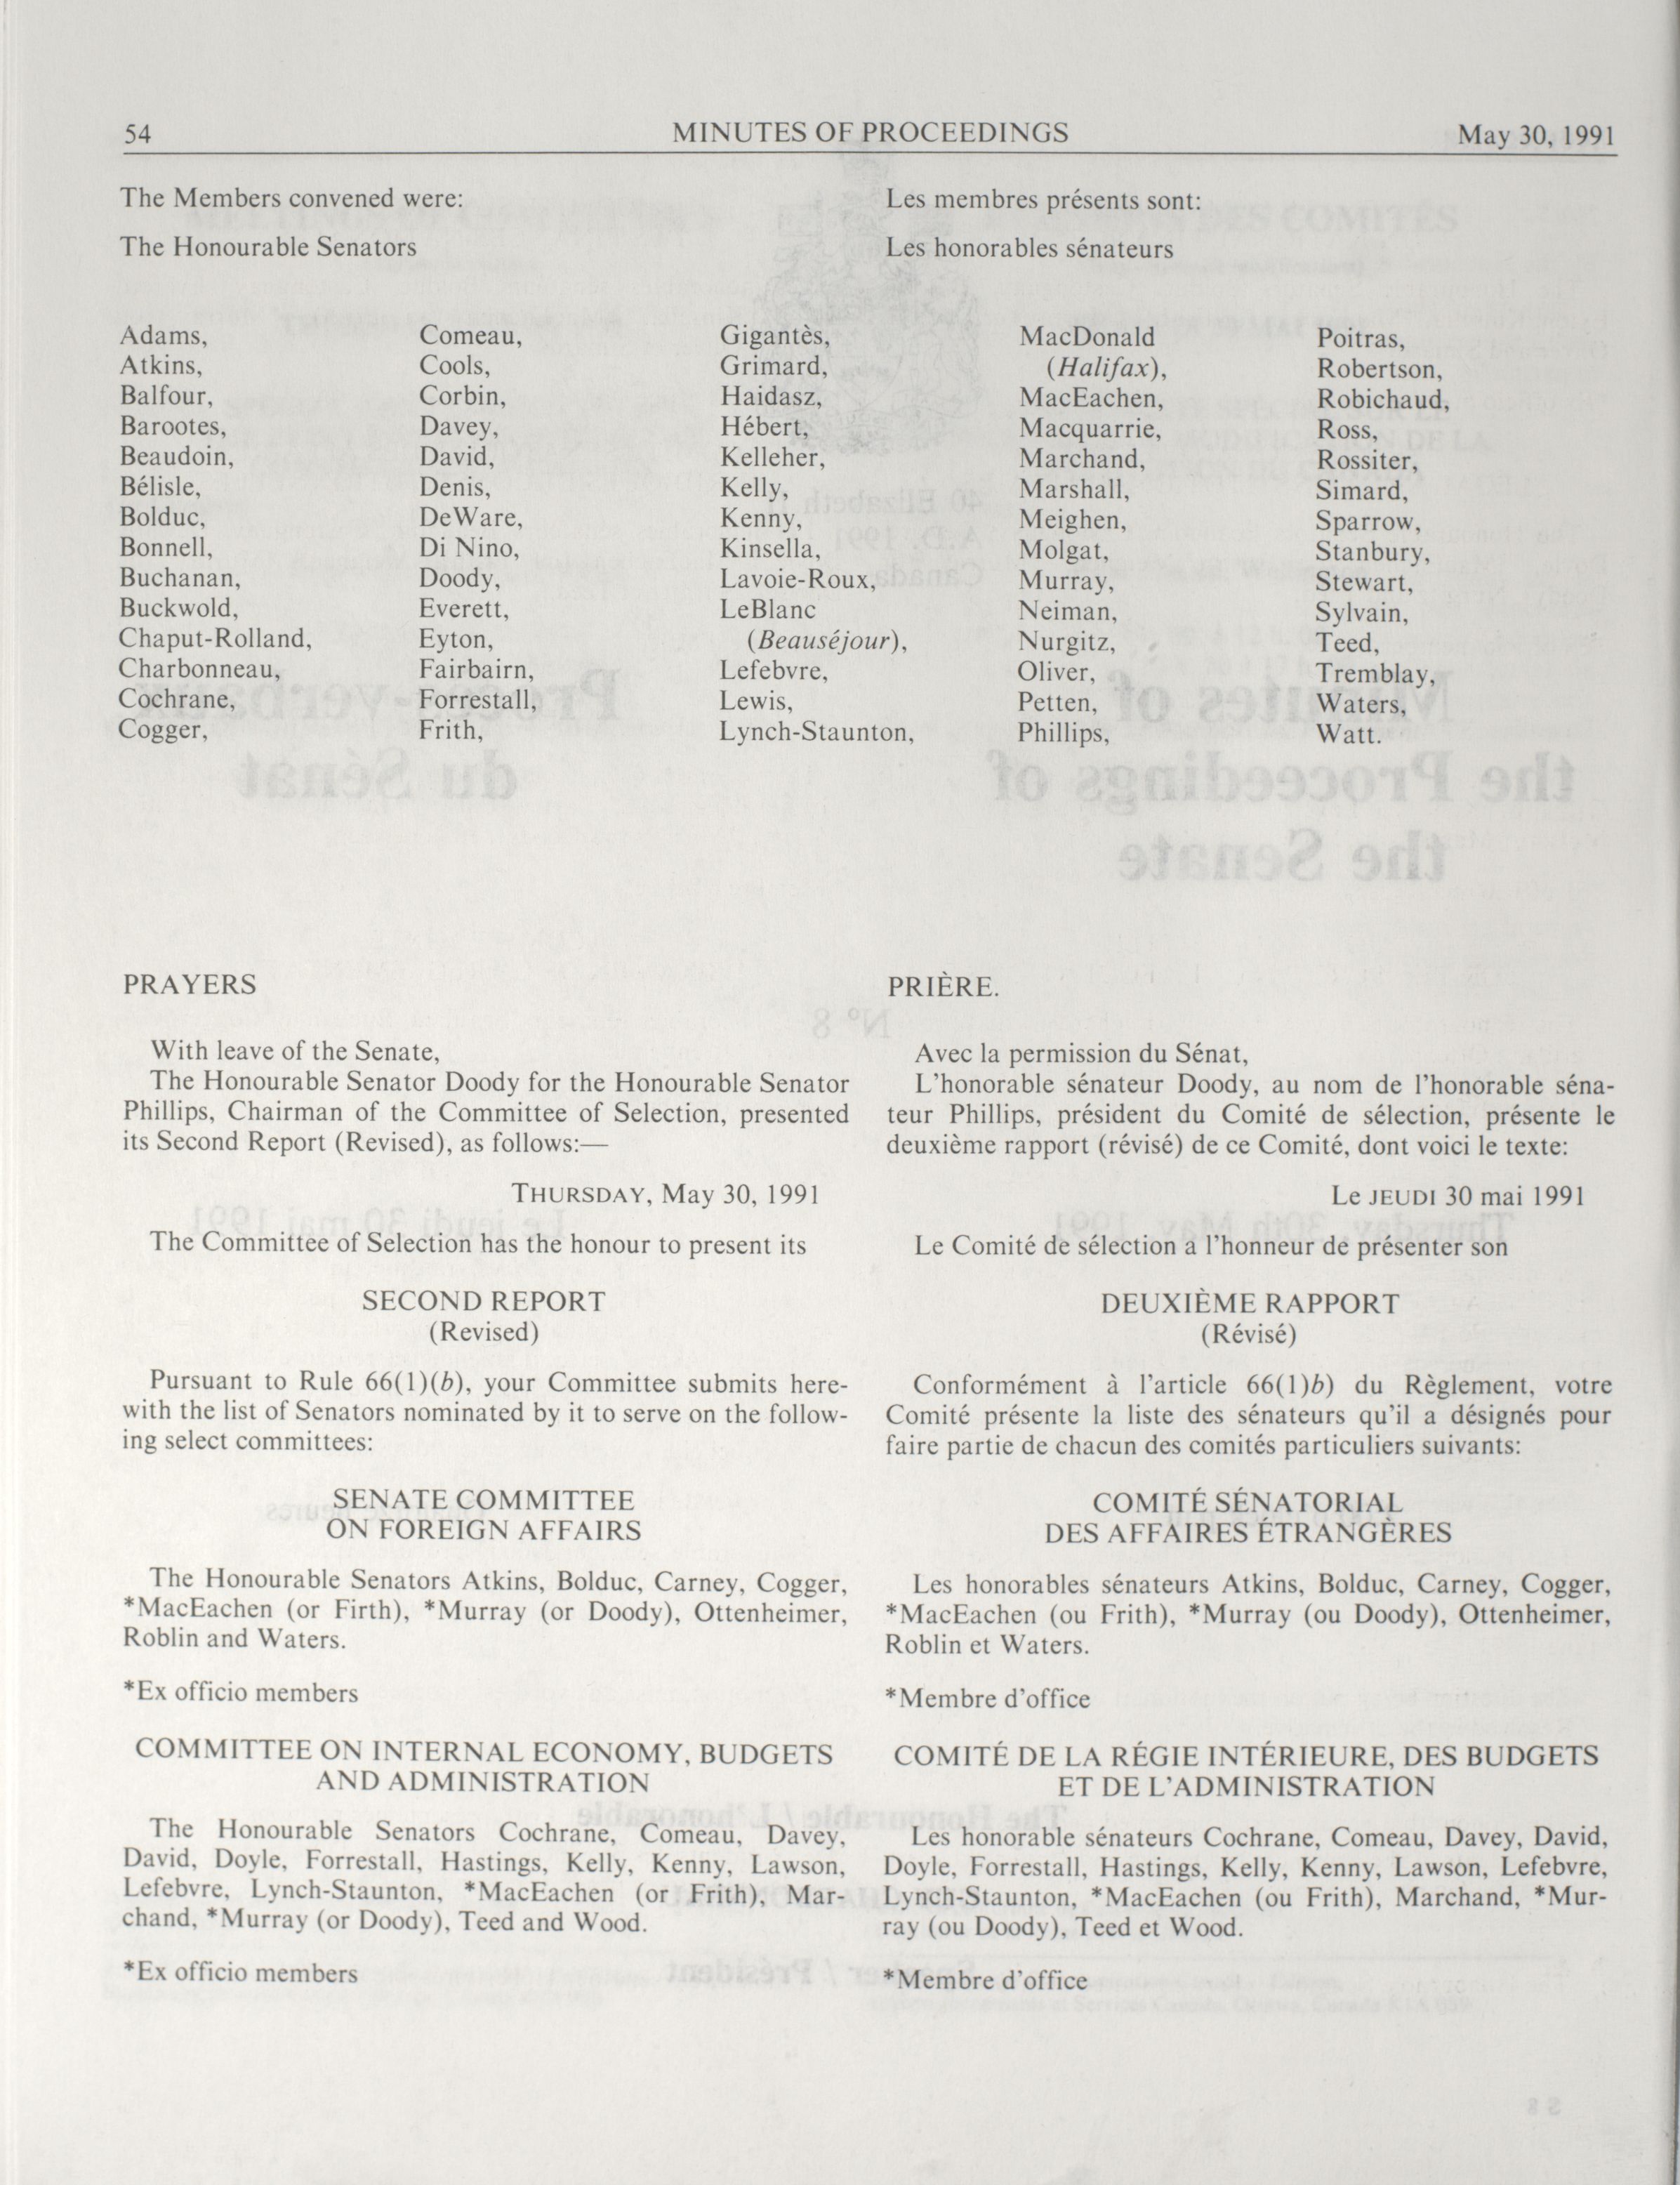 54
MINUTES OF PROCEEDINGS
May 30, 1991
The Members convened were:
The Honourable Senators
Les membres présents sont:
Les honorables sénateurs
Adams,
Atkins,
Balfour,
Barootes,
Beaudoin,
Bélisle,
Bolduc,
Bonnell,
Buchanan,
Buckwold,
Chaput-Rolland,
Charbonneau,
Cochrane,
Cogger,
Comeau,
Cools,
Corbin,
Davey,
David,
Denis,
DeWare,
Di Nino,
Doody,
Everett,
Eyton,
Fairbairn,
Forrestall,
Frith,
Gigantès,
Grimard,
Haidasz,
Hébert,
Kelleher,
Kelly,
Kenny,
Kinsella,
Lavoie-Roux,
LeBlanc
(Beauséjour),
Lefebvre,
Lewis,
Lynch-Staunton,
MacDonald
(Halifax),
MacEachen,
Macquarrie,
Marchand,
Marshall,
Meighen,
Molgat,
Murray,
Neiman,
Nurgitz,
Oliver,
Petten,
Phillips,
Poitras,
Robertson,
Robichaud,
Ross,
Rossiter,
Simard,
Sparrow,
Stanbury,
Stewart,
Sylvain,
Teed,
Tremblay,
Waters,
Watt.
PRAYERS
With leave of the Senate,
The Honourable Senator Doody for the Honourable Senator
Phillips, Chairman of the Committee of Selection, presented
its Second Report (Revised), as follows:—
THURSDAY, May 30, 1991
The Committee of Selection has the honour to present its
SECOND REPORT
(Revised)
Pursuant to Rule 66(1)(b), your Committee submits here-
with the list of Senators nominated by it to serve on the follow-
ing select committees:
SENATE COMMITTEE
ON FOREIGN AFFAIRS
The Honourable Senators Atkins, Bolduc, Carney, Cogger,
*MacEachen (or Firth), *Murray (or Doody), Ottenheimer,
Roblin and Waters.
*Ex officio members
COMMITTEE ON INTERNAL ECONOMY, BUDGETS
AND ADMINISTRATION
The Honourable Senators Cochrane, Comeau, Davey,
David, Doyle, Forrestall, Hastings, Kelly, Kenny, Lawson,
Lefebvre, Lynch-Staunton, *MacEachen (or Frith), Mar-
chand, *Murray (or Doody), Teed and Wood.
*Ex officio members
PRIÈRE.
Avec la permission du Sénat,
L'honorable sénateur Doody, au nom de l'honorable séna-
teur Phillips, président du Comité de sélection, présente le
deuxième rapport (révisé) de ce Comité, dont voici le texte:
Le JEUDI 30 mai 1991
Le Comité de sélection a l'honneur de présenter son
DEUXIÈME RAPPORT
(Révisé)
Conformément à l'article 66(1)b) du Règlement, votre
Comité présente la liste des sénateurs qu'il a désignés pour
faire partie de chacun des comités particuliers suivants:
COMITÉ SÉNATORIAL
DES AFFAIRES ÉTRANGÈRES
Les honorables sénateurs Atkins, Bolduc, Carney, Cogger,
*MacEachen (ou Frith), *Murray (ou Doody), Ottenheimer,
Roblin et Waters.
*Membre d'office
COMITÉ DE LA RÉGIE INTÉRIEURE, DES BUDGETS
ET DE L'ADMINISTRATION
Les honorable sénateurs Cochrane, Comeau, Davey, David,
Doyle, Forrestall, Hastings, Kelly, Kenny, Lawson, Lefebvre,
Lynch-Staunton, *MacEachen (ou Frith), Marchand, *Mur-
ray (ou Doody), Teed et Wood.
*Membre d'office